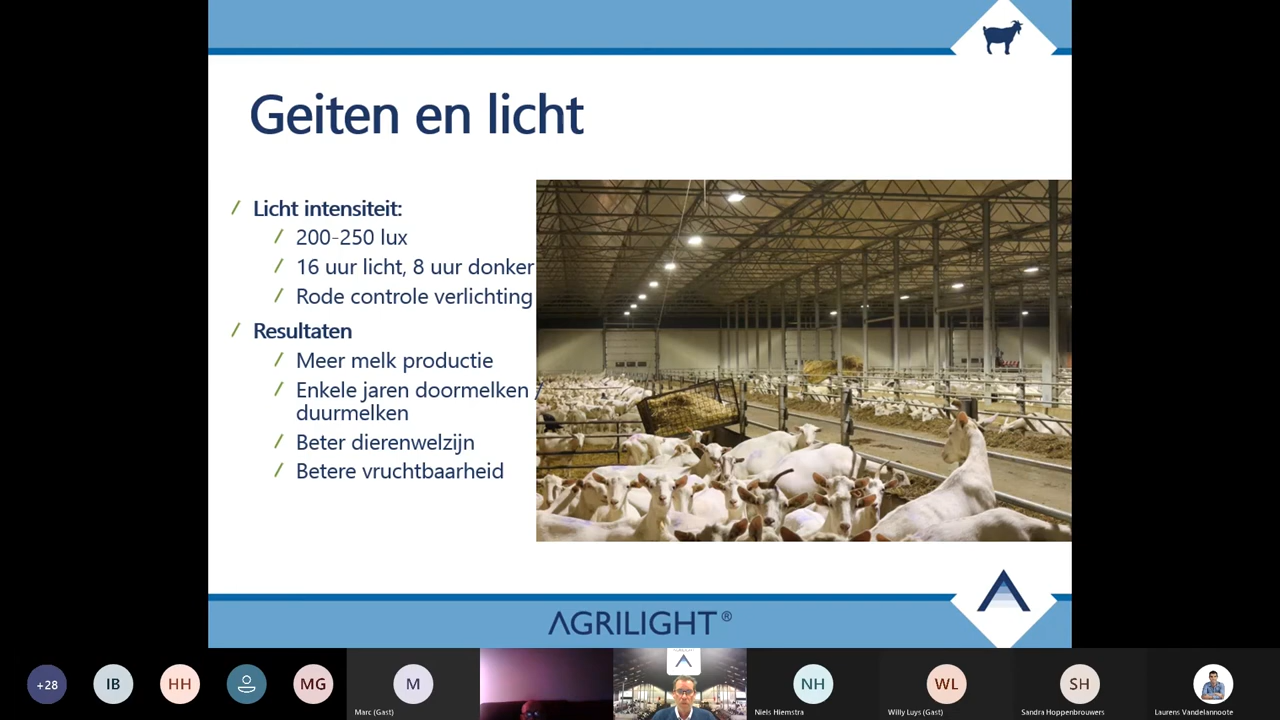 Geiten en licht
Licht intensiteit:
200-250 lux
16 uur licht, 8 uur donker
Rode controle verlichting
Resultaten
Meer melk productie
Enkele jaren doormelken /
duurmelken
Beter dierenwelzijn
Betere vruchtbaarheid
AGRILIGHT®
+28
IB
HH
MG
M
Marc (Gast)
NH
Niels Hiemstra
WL
Willy Luys (Gast)
SH
Sandra Hoppenbrouwers
Laurens Vandelannoote